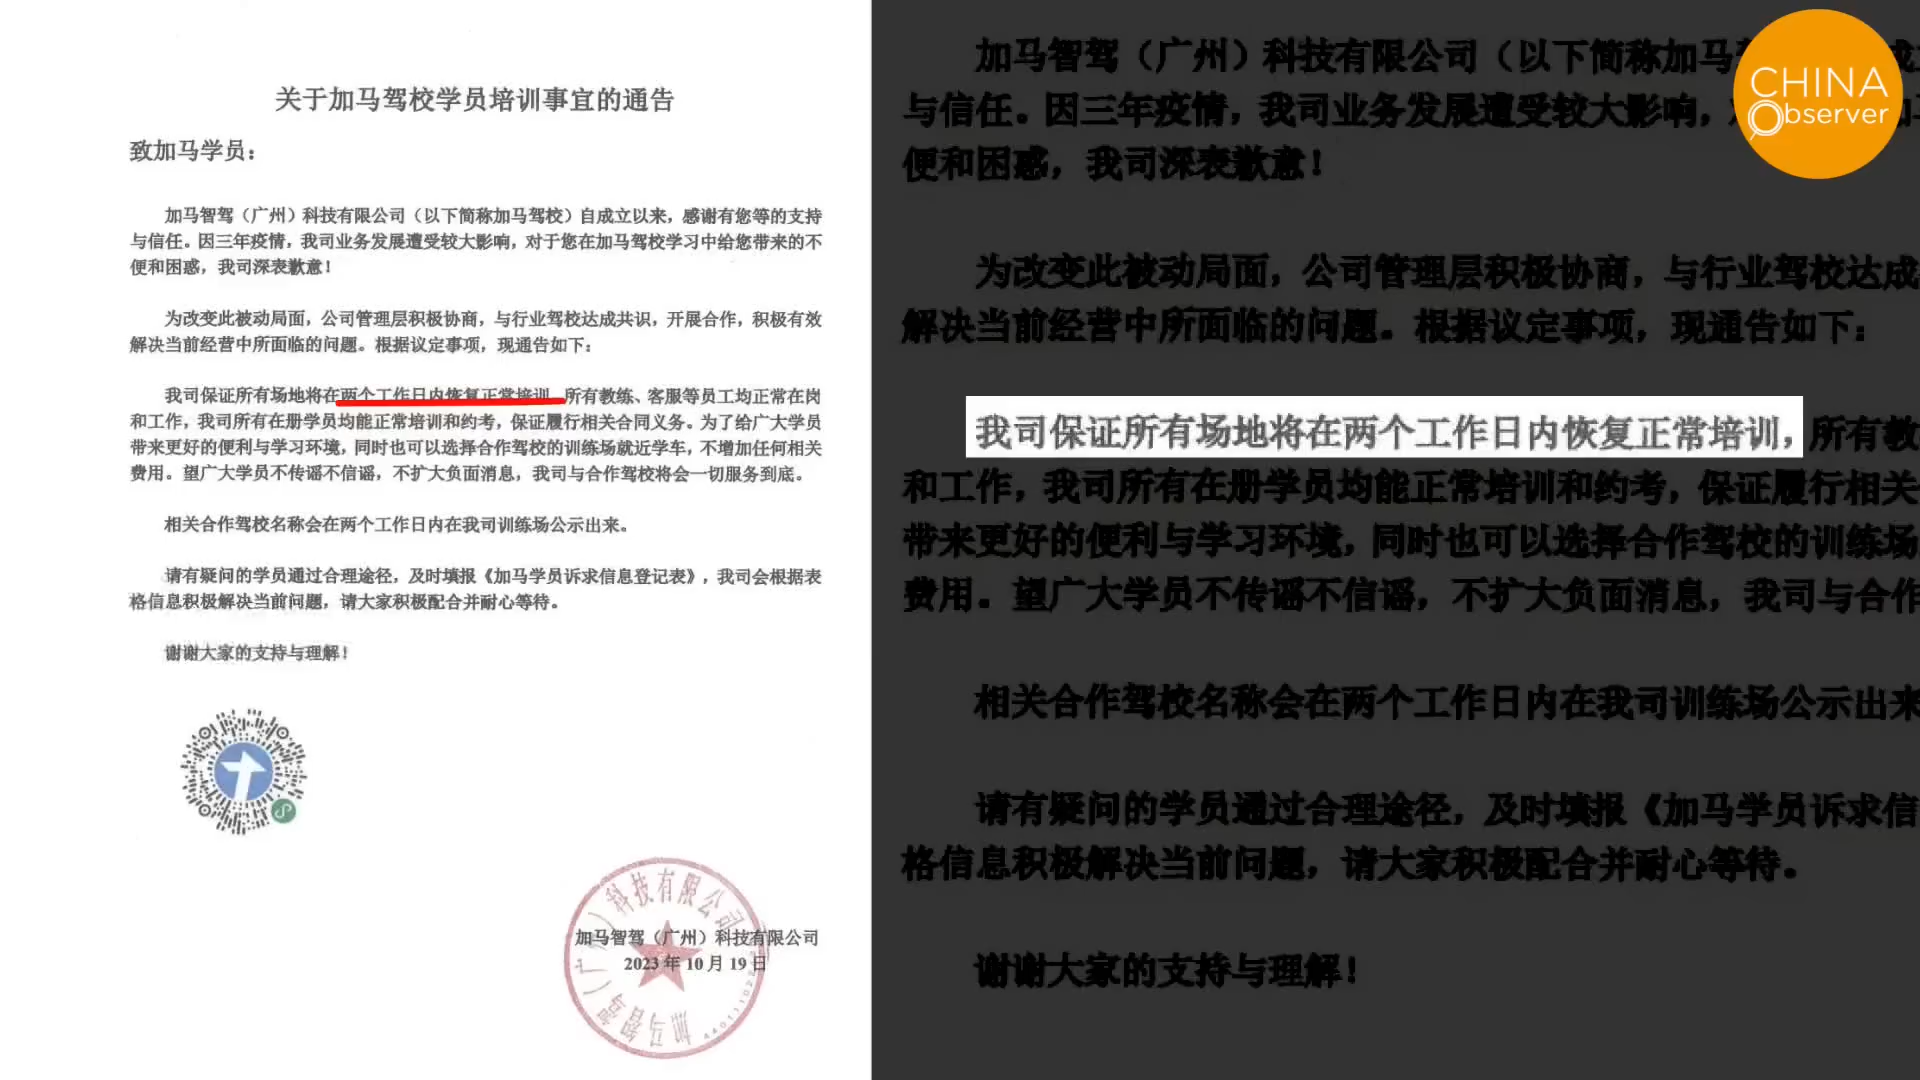 关于加马驾校学员培训事宜的通告
致加马学员：
加马智驾（广州）科技有限公司（以下简称加马驾校）自成立以来，感谢有您等的支持
与信任。因三年疫情，我司业务发展遭受较大影响，对于您在加马驾校学习中给您带来的不
便和困惑，我司深表歉意！
为改变此被动局面，公司管理层积极协商，与行业驾校达成共识，开展合作，积极有效
解决当前经营中所面临的问题。根据议定事项，现通告如下：
我司保证所有场地将在两个工作日内恢复正常培训，所有教练、客服等员工均正常在岗
和工作，我司所有在册学员均能正常培训和约考，保证履行相关合同义务。为了给广大学员
带来更好的便利与学习环境，同时也可以选择合作驾校的训练场就近学车，不增加任何相关
费用。望广大学员不传谣不信谣，不扩大负面消息，我司与合作驾校将会一切服务到底。
相关合作驾校名称会在两个工作日内在我司训练场公示出来。
请有疑问的学员通过合理途径，及时填报《加马学员诉求信息登记表》，我司会根据表
格信息积极解决当前问题，请大家积极配合并耐心等待。
谢谢大家的支持与理解！
加马智驾（广州）科技有限公司
加马智驾（广州）科技有限公司
2023 年 10 月 19 日
加马智驾（广州）科技有限公司（以下简称加马
与信任。因三年疫情，我司业务发展遭受较大影响，
便和困惑，我司深表歉意！
为改变此被动局面，公司管理层积极协商，与行业驾校达成
解决当前经营中所面临的问题。根据议定事项，现通告如下：
我司保证所有场地将在两个工作日内恢复正常培训，所有教
和工作，我司所有在册学员均能正常培训和约考，保证履行相关
带来更好的便利与学习环境，同时也可以选择合作驾校的训练场
费用。望广大学员不传谣不信谣，不扩大负面消息，我司与合作
相关合作驾校名称会在两个工作日内在我司训练场公示出来
请有疑问的学员通过合理途径，及时填报《加马学员诉求信
格信息积极解决当前问题，请大家积极配合并耐心等待。
谢谢大家的支持与理解！
CHINA
Observer